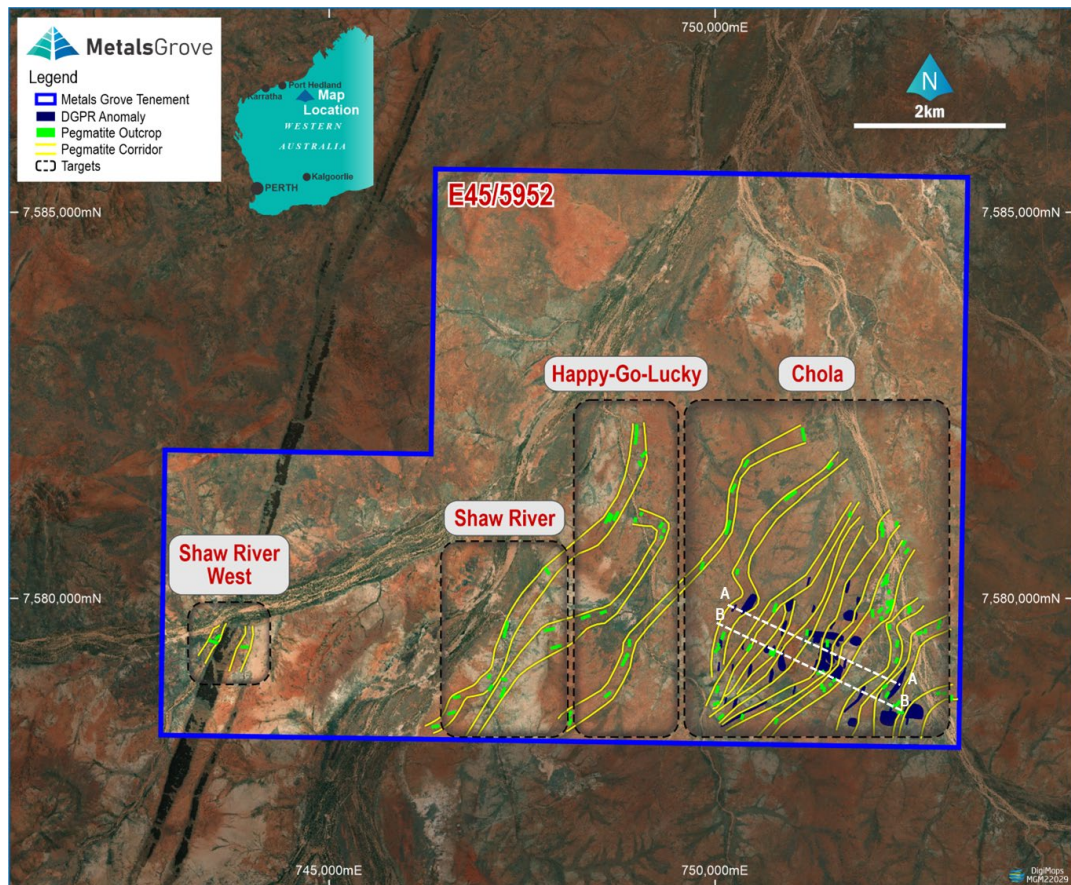 MetalsGrove
Legend
Metals Grove Tenement
DGPR Anomaly
Pegmatite Outcrop
Pegmatite Corridor
Targets
Port Hedland
Karratha
Map
Location
WESTERN
AUSTRALIA
Kalgoorlie
PERTH
750,000mE
N
2km
E45/5952
7,585,000mN
7,585,000mN
Happy-Go-Lucky
Chola
Shaw River
Shaw River
West
7,580,000mN
7,580,000mN
A
B
A
B
745,000mE
750,000mE
DigiMaps
MGM22029